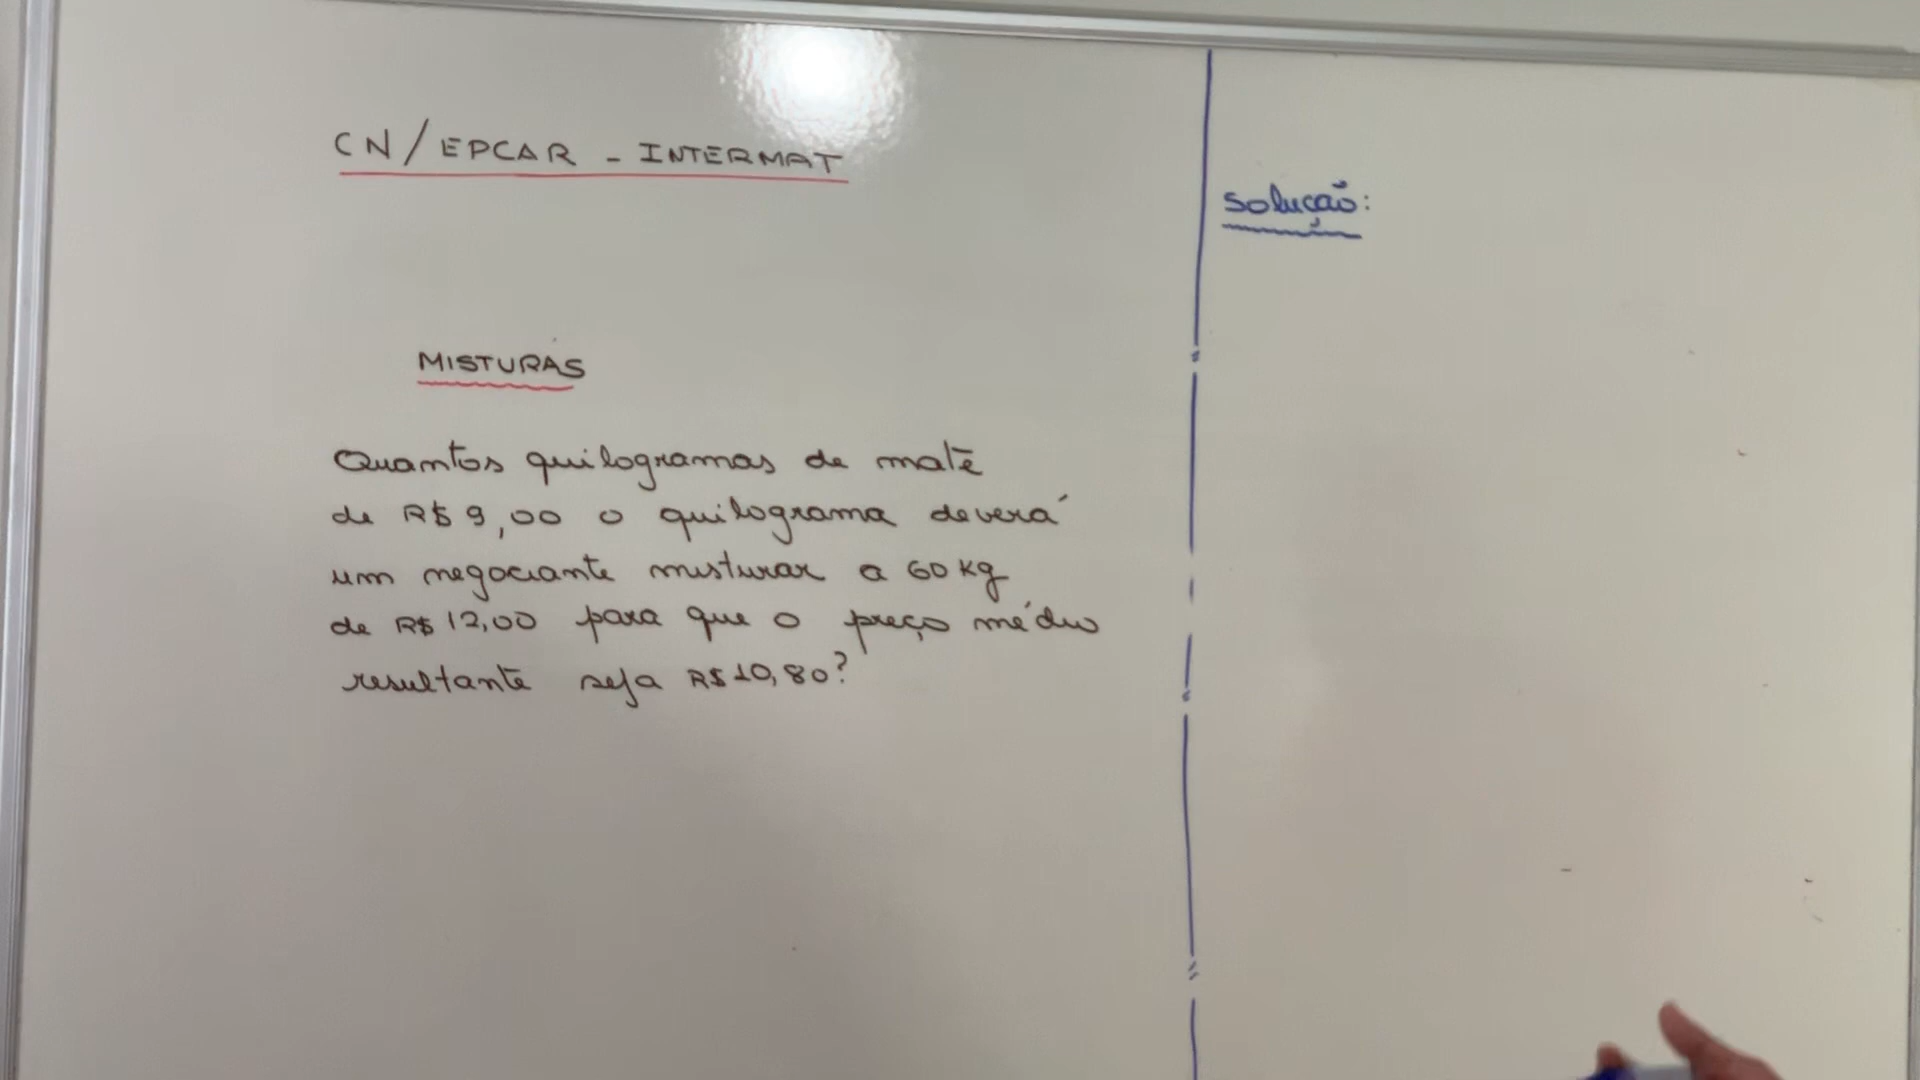 CN/EPCAR - INTERMAT
MISTURAS
Quantos quilogramas de mate
de R$ 9,00 o quilograma deverá
um negociante misturar a 60 kg
de R$ 12,00 para que o preço médio
resultante seja R$ 10,80?
Solução: